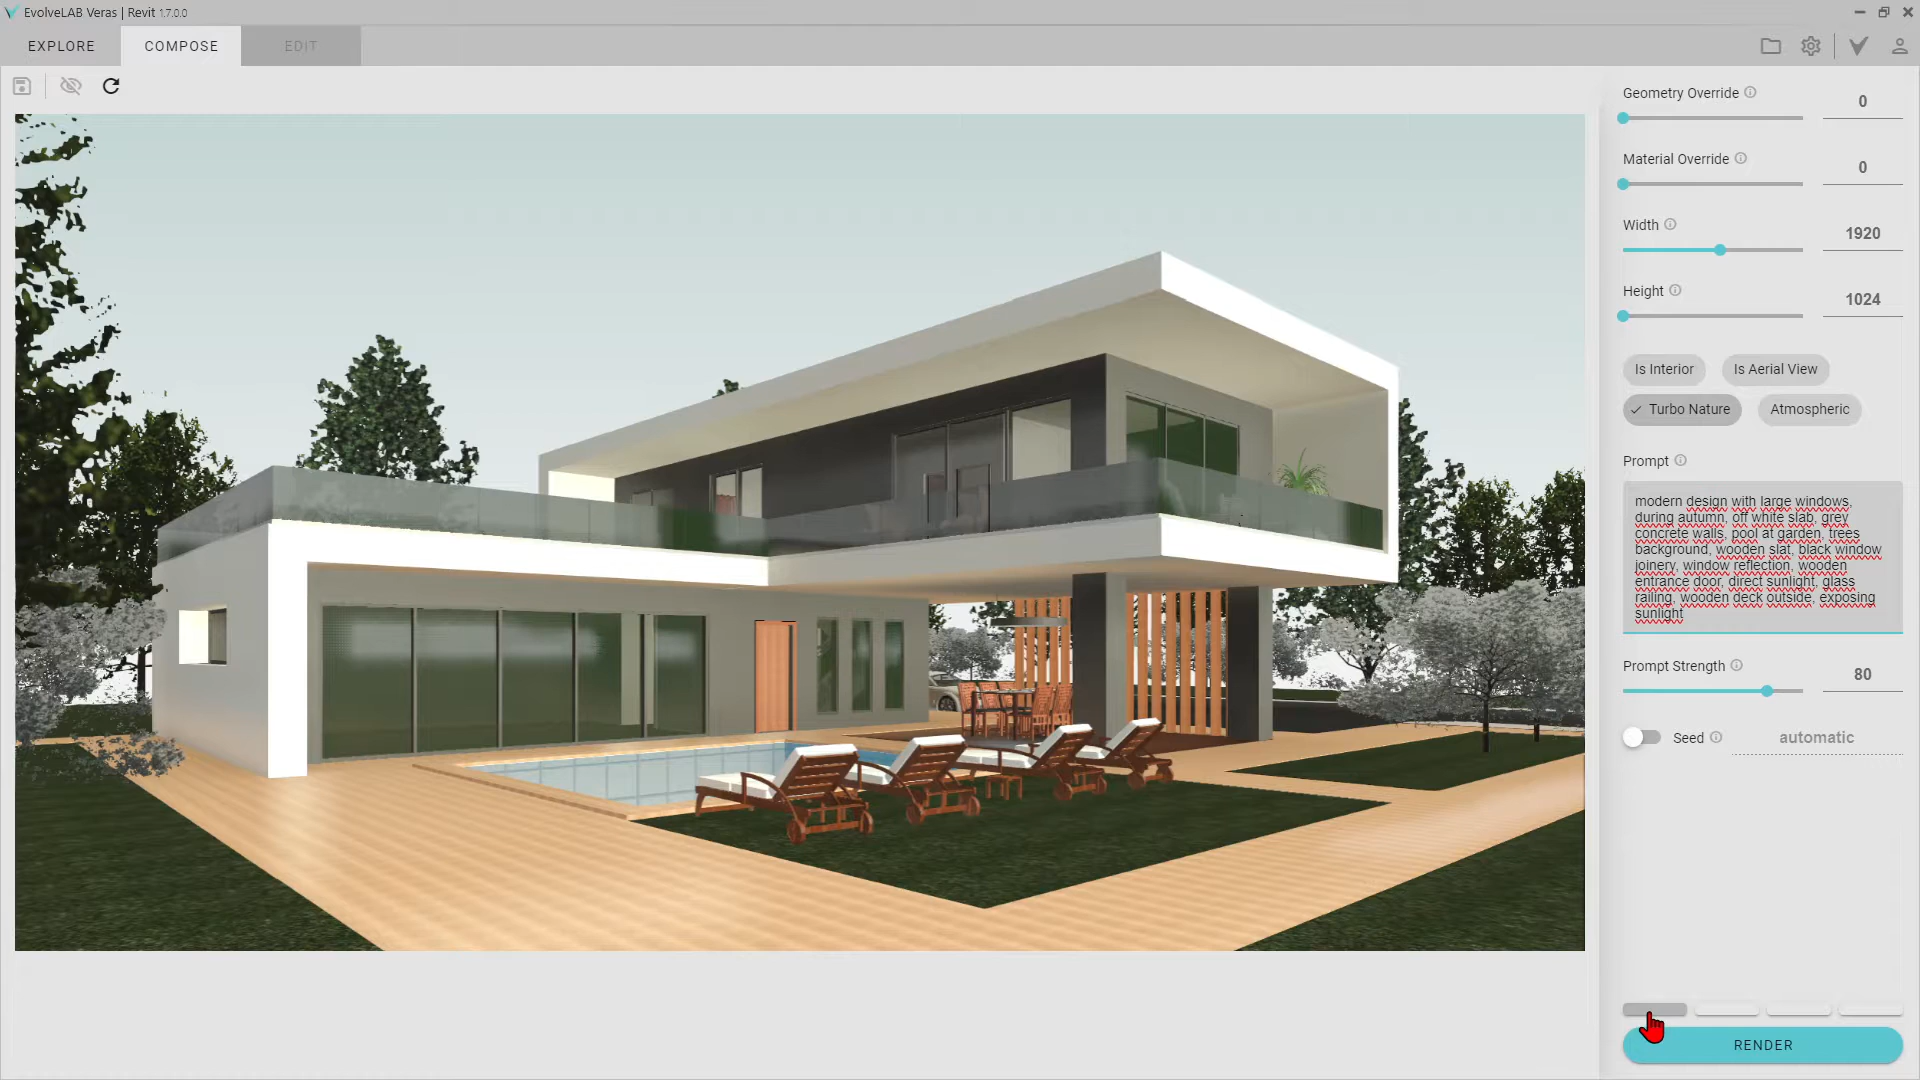 EvolveLAB Veras | Revit 1.7.0.0
EXPLORE
COMPOSE
EDIT
Geometry Override
0
Material Override
0
Width
1920
Height
1024
Is Interior
Is Aerial View
Turbo Nature
Atmospheric
Prompt
modern design with large windows,
during autumn, off white slab, grey
concrete walls, pool at garden, trees
background, wooden slat, black window
joinery, window reflection, wooden
entrance door, direct sunlight, glass
railing, wooden deck outside, exposing
sunlight
Prompt Strength
80
Seed
automatic
RENDER